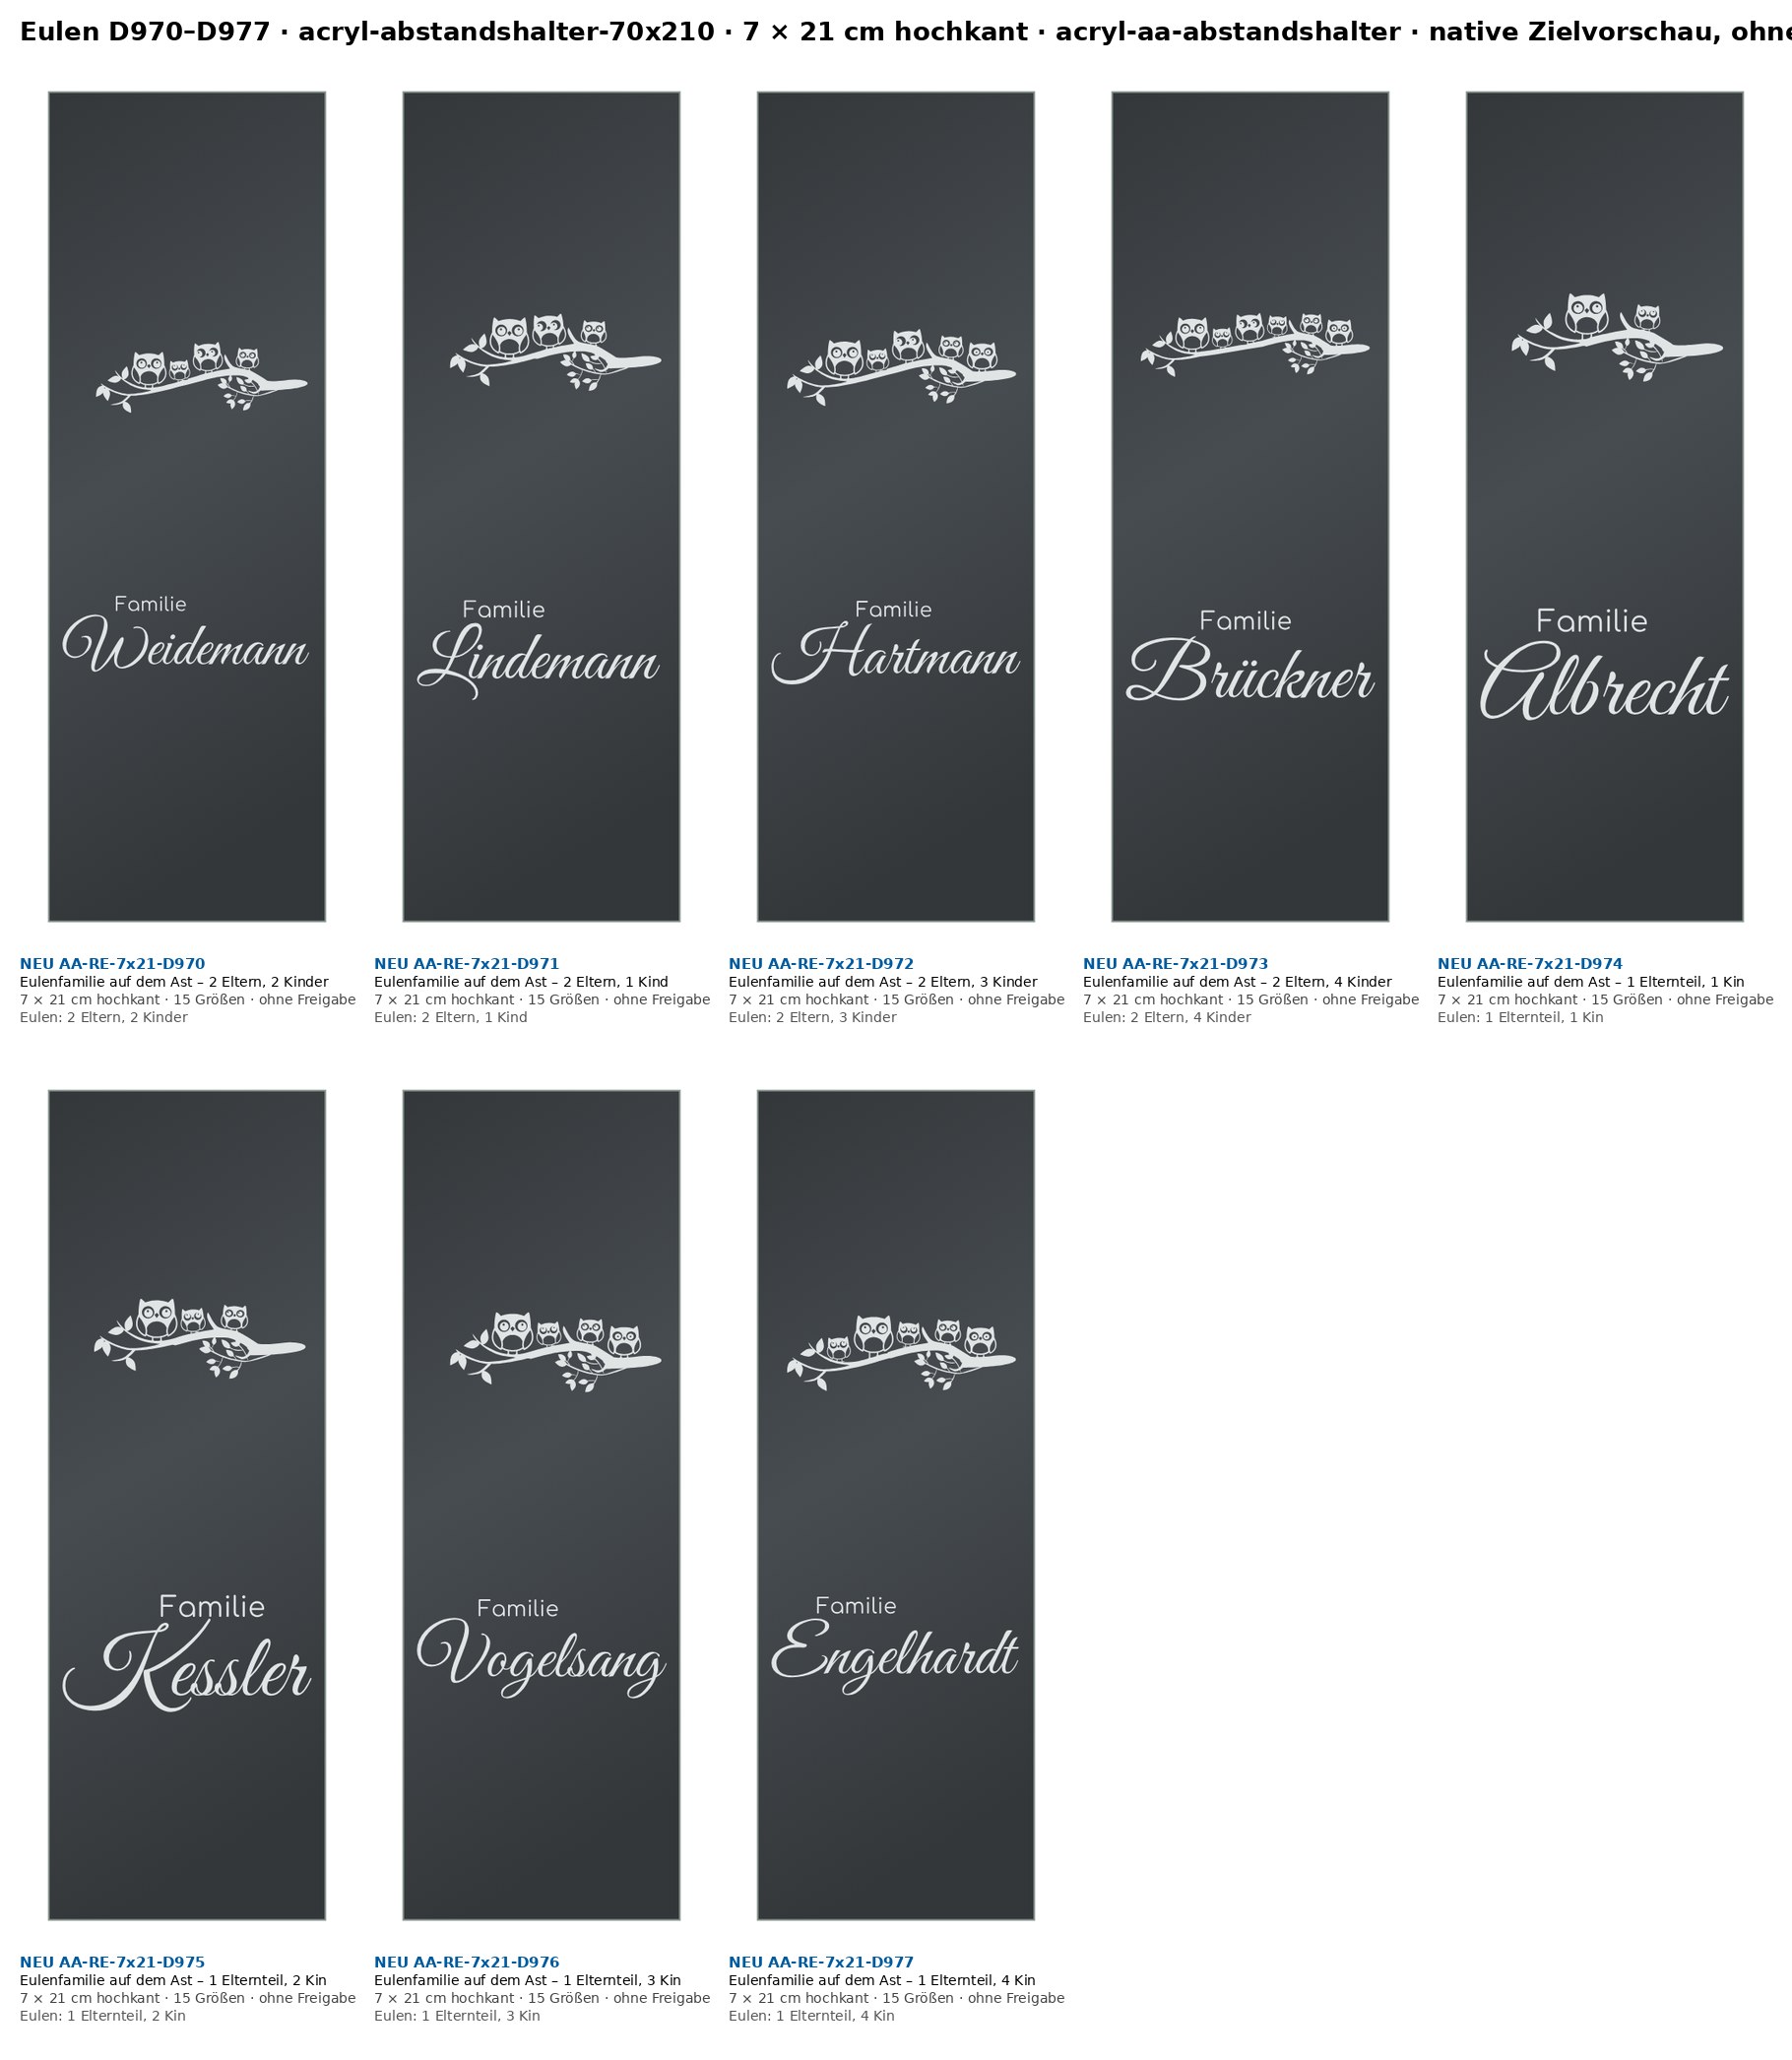 Eulen D970–D977 · acryl-abstandshalter-70x210 · 7 × 21 cm hochkant · acryl-aa-abstandshalter · native Zielvorschau, ohne
Familie
Weidemann
Familie
Lindemann
Familie
Hartmann
Familie
Brückner
Familie
Albrecht
NEU AA-RE-7x21-D970
Eulenfamilie auf dem Ast – 2 Eltern, 2 Kinder
7 × 21 cm hochkant · 15 Größen · ohne Freigabe
Eulen: 2 Eltern, 2 Kinder
NEU AA-RE-7x21-D971
Eulenfamilie auf dem Ast – 2 Eltern, 1 Kind
7 × 21 cm hochkant · 15 Größen · ohne Freigabe
Eulen: 2 Eltern, 1 Kind
NEU AA-RE-7x21-D972
Eulenfamilie auf dem Ast – 2 Eltern, 3 Kinder
7 × 21 cm hochkant · 15 Größen · ohne Freigabe
Eulen: 2 Eltern, 3 Kinder
NEU AA-RE-7x21-D973
Eulenfamilie auf dem Ast – 2 Eltern, 4 Kinder
7 × 21 cm hochkant · 15 Größen · ohne Freigabe
Eulen: 2 Eltern, 4 Kinder
NEU AA-RE-7x21-D974
Eulenfamilie auf dem Ast – 1 Elternteil, 1 Kin
7 × 21 cm hochkant · 15 Größen · ohne Freigabe
Eulen: 1 Elternteil, 1 Kin
Familie
Kessler
Familie
Vogelsang
Familie
Engelhardt
NEU AA-RE-7x21-D975
Eulenfamilie auf dem Ast – 1 Elternteil, 2 Kin
7 × 21 cm hochkant · 15 Größen · ohne Freigabe
Eulen: 1 Elternteil, 2 Kin
NEU AA-RE-7x21-D976
Eulenfamilie auf dem Ast – 1 Elternteil, 3 Kin
7 × 21 cm hochkant · 15 Größen · ohne Freigabe
Eulen: 1 Elternteil, 3 Kin
NEU AA-RE-7x21-D977
Eulenfamilie auf dem Ast – 1 Elternteil, 4 Kin
7 × 21 cm hochkant · 15 Größen · ohne Freigabe
Eulen: 1 Elternteil, 4 Kin